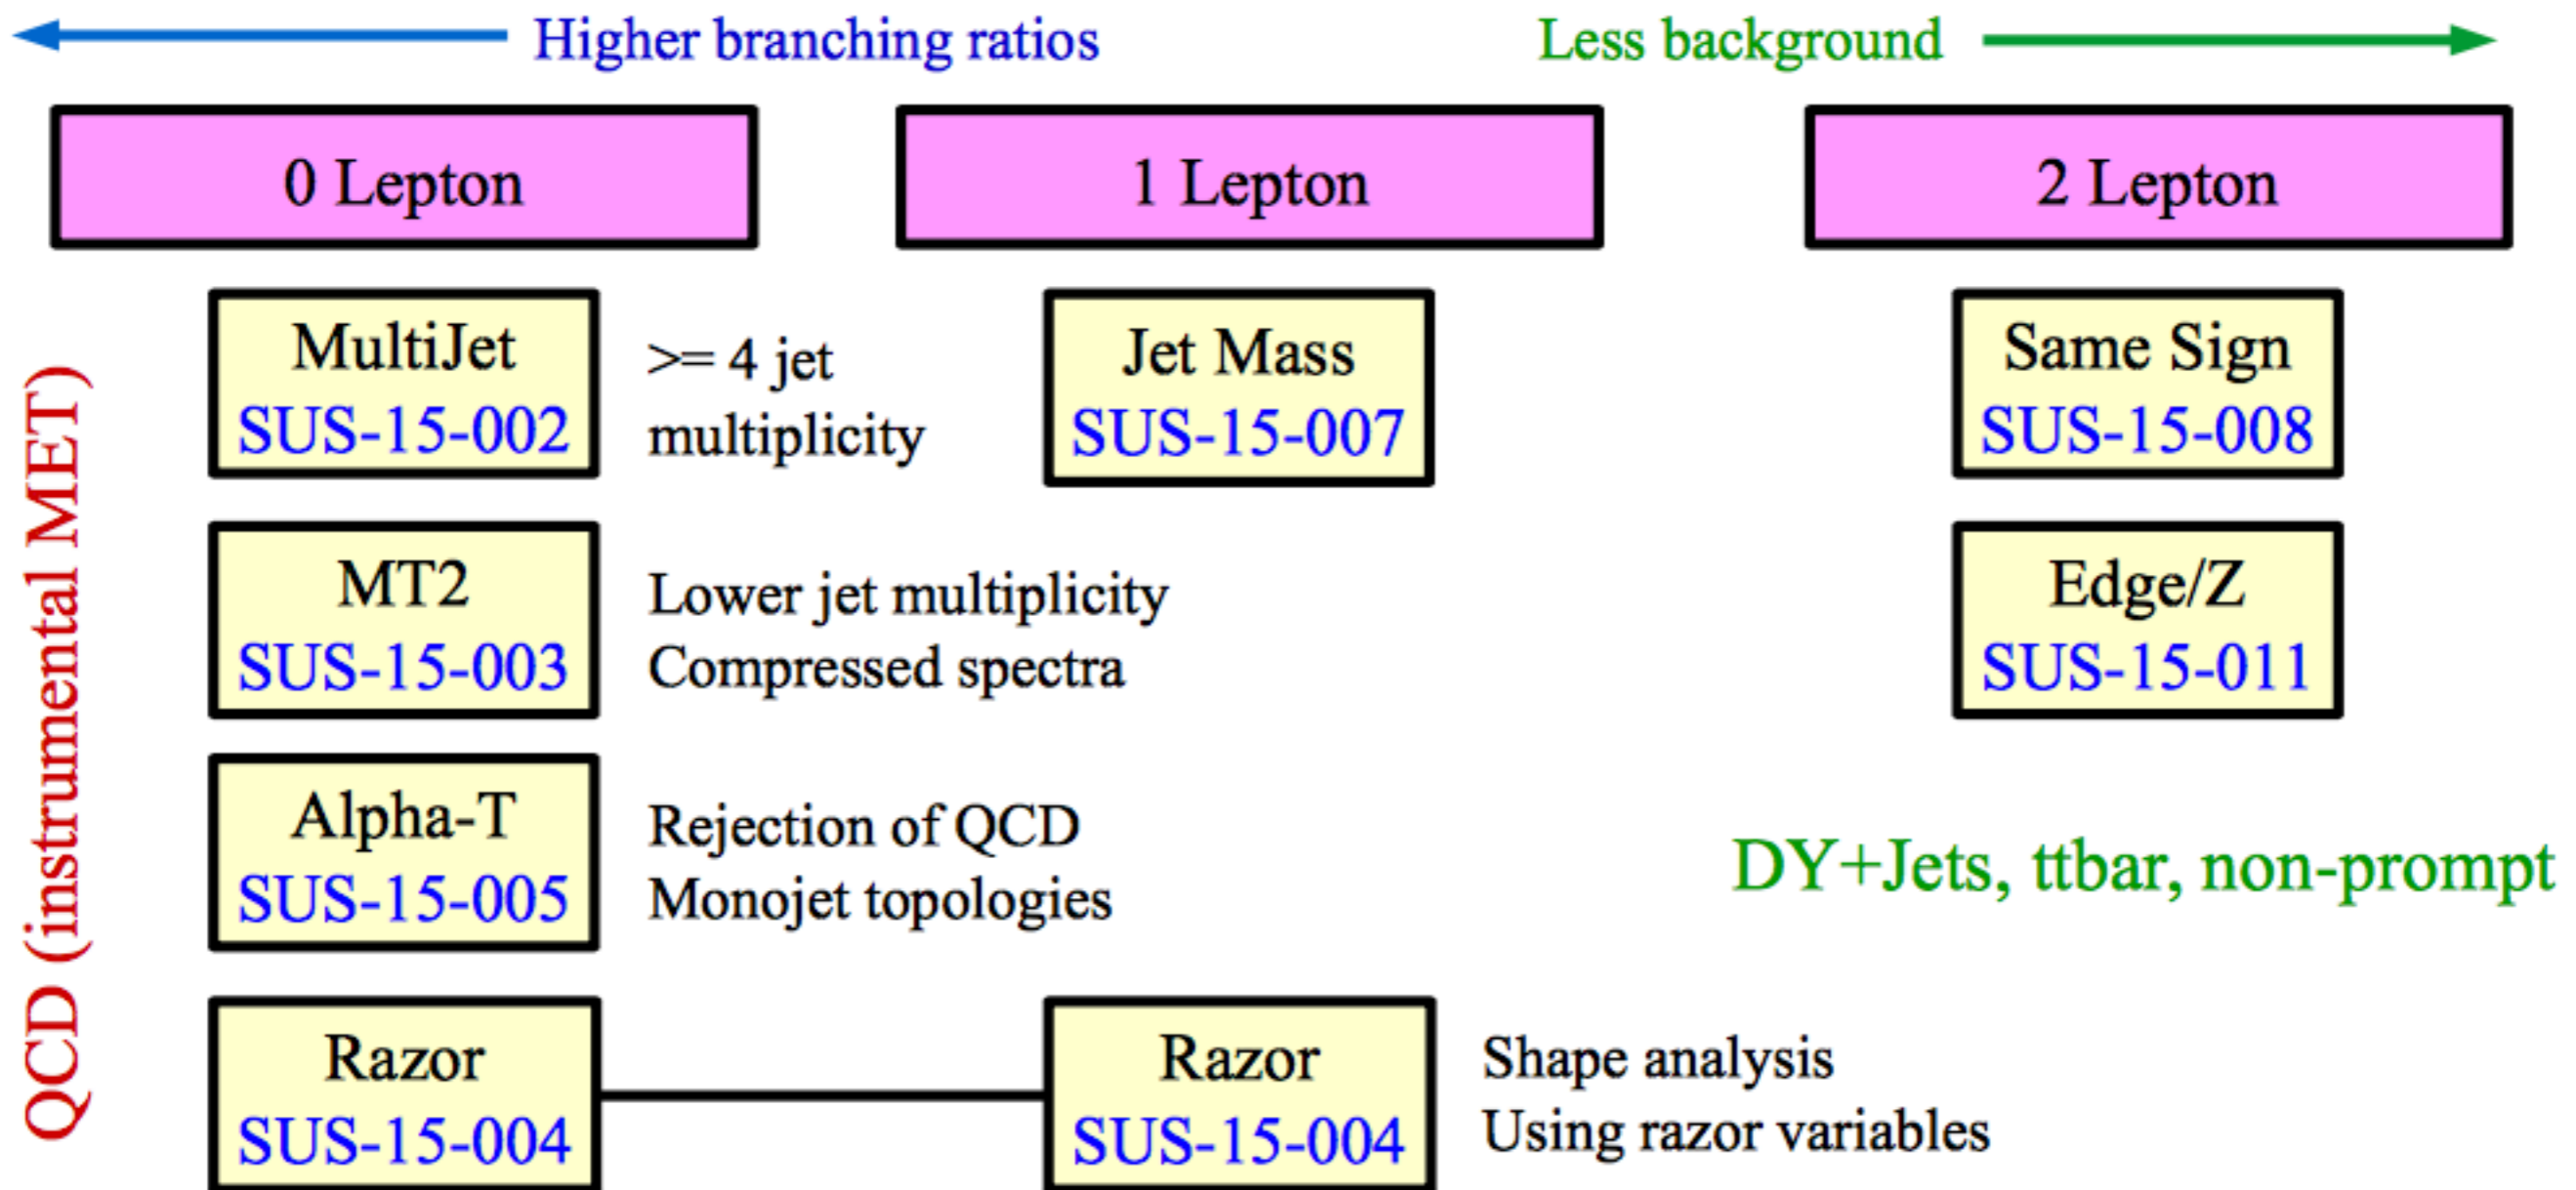 Higher branching ratios
Less background
0 Lepton
1 Lepton
2 Lepton
QCD (instrumental MET)
MultiJet
SUS-15-002
>= 4 jet
multiplicity
Jet Mass
SUS-15-007
Same Sign
SUS-15-008
MT2
SUS-15-003
Lower jet multiplicity
Compressed spectra
Edge/Z
SUS-15-011
Alpha-T
SUS-15-005
Rejection of QCD
Monojet topologies
DY+Jets, ttbar, non-prompt
Razor
SUS-15-004
Razor
SUS-15-004
Shape analysis
Using razor variables